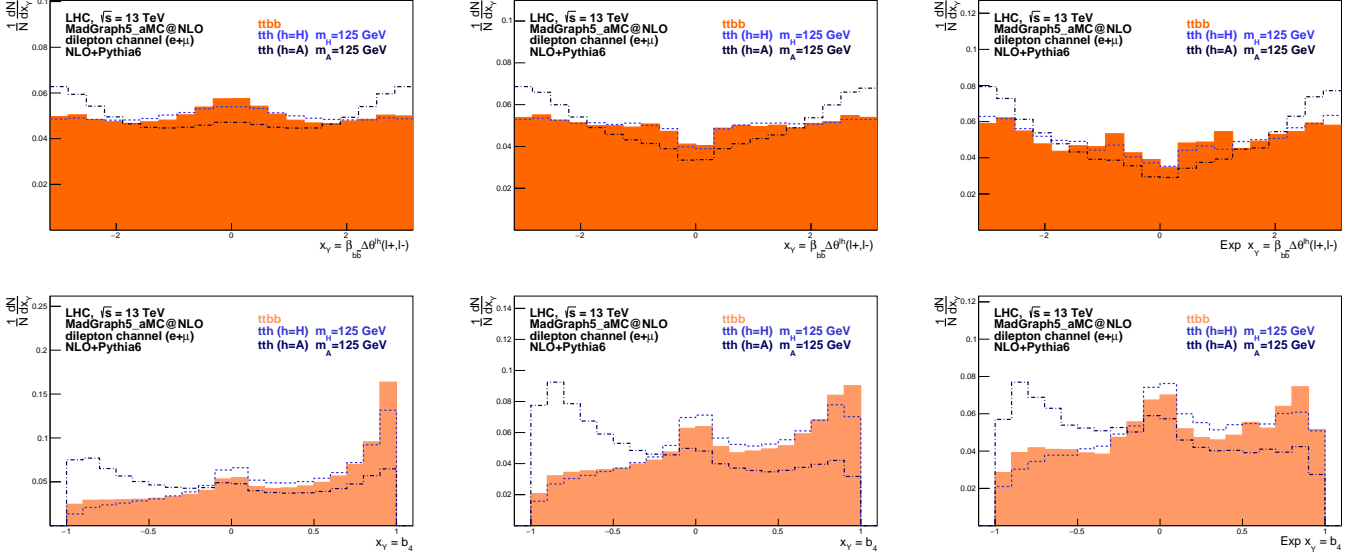 1/N dN/dx_Y
LHC, √s = 13 TeV
MadGraph5_aMC@NLO
dilepton channel (e+μ)
NLO+Pythia6
ttbb
tth (h=H) m_H=125 GeV
tth (h=A) m_A=125 GeV
0.1
0.08
0.06
0.04
0.02
−2 0 2
x_Y = β_bb̄ Δθ^lh(l+,l-)
1/N dN/dx_Y
LHC, √s = 13 TeV
MadGraph5_aMC@NLO
dilepton channel (e+μ)
NLO+Pythia6
ttbb
tth (h=H) m_H=125 GeV
tth (h=A) m_A=125 GeV
0.1
0.08
0.06
0.04
0.02
−2 0 2
x_Y = β_bb̄ Δθ^lh(l+,l-)
1/N dN/dx_Y
LHC, √s = 13 TeV
MadGraph5_aMC@NLO
dilepton channel (e+μ)
NLO+Pythia6
ttbb
tth (h=H) m_H=125 GeV
tth (h=A) m_A=125 GeV
0.12
0.1
0.08
0.06
0.04
0.02
−2 0 2
Exp x_Y = β_bb̄ Δθ^lh(l+,l-)
1/N dN/dx_Y
LHC, √s = 13 TeV
MadGraph5_aMC@NLO
dilepton channel (e+μ)
NLO+Pythia6
ttbb
tth (h=H) m_H=125 GeV
tth (h=A) m_A=125 GeV
0.25
0.2
0.15
0.1
0.05
−1 −0.5 0 0.5 1
x_Y = b_4
1/N dN/dx_Y
LHC, √s = 13 TeV
MadGraph5_aMC@NLO
dilepton channel (e+μ)
NLO+Pythia6
ttbb
tth (h=H) m_H=125 GeV
tth (h=A) m_A=125 GeV
0.14
0.12
0.1
0.08
0.06
0.04
0.02
−1 −0.5 0 0.5 1
x_Y = b_4
1/N dN/dx_Y
LHC, √s = 13 TeV
MadGraph5_aMC@NLO
dilepton channel (e+μ)
NLO+Pythia6
ttbb
tth (h=H) m_H=125 GeV
tth (h=A) m_A=125 GeV
0.12
0.1
0.08
0.06
0.04
0.02
−1 −0.5 0 0.5 1
Exp x_Y = b_4